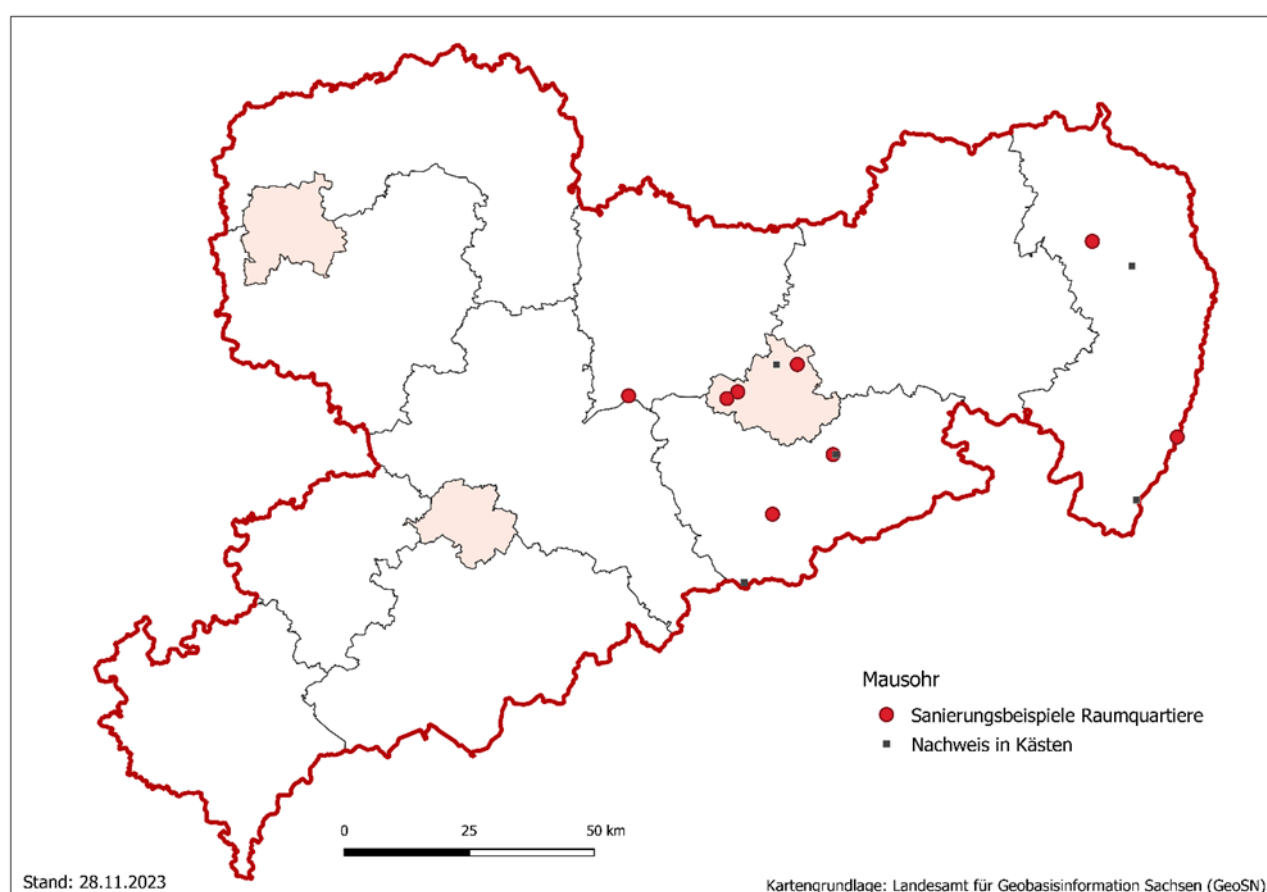 Mausohr
Sanierungsbeispiele Raumquartiere
Nachweis in Kästen
0 25 50 km
Stand: 28.11.2023
Kartengrundlage: Landesamt für Geobasisinformation Sachsen (GeoSN)